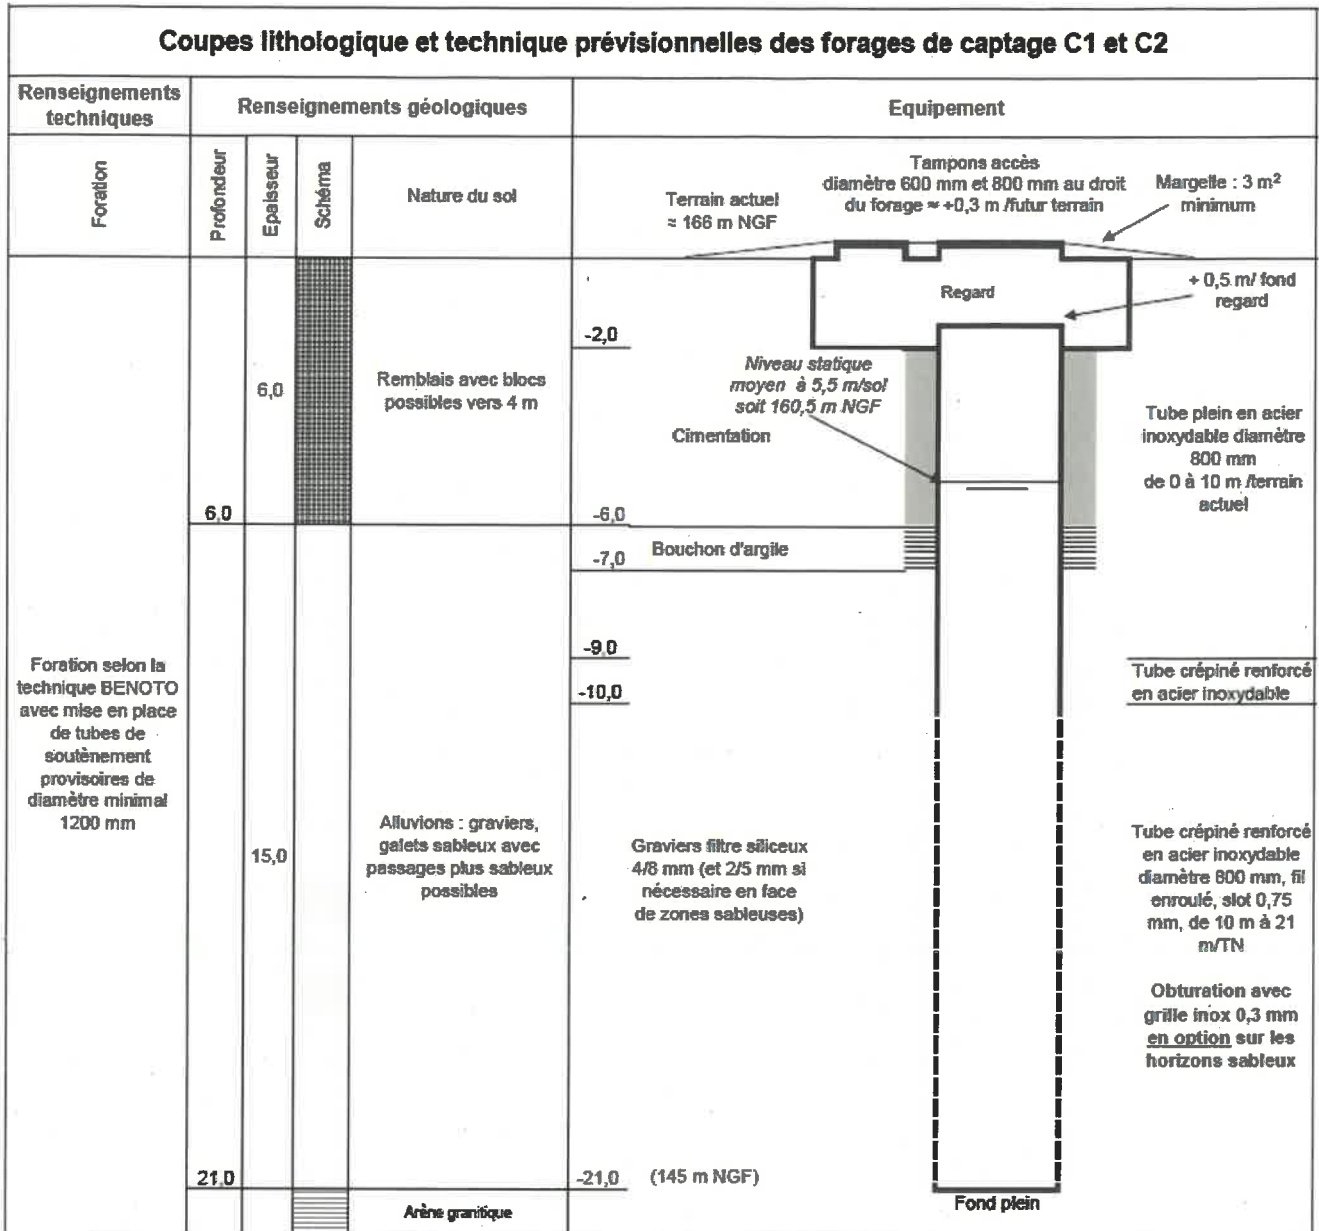 Coupes lithologique et technique prévisionnelles des forages de captage C1 et C2
Renseignements
techniques
Renseignements géologiques
Equipement
Foration
Profondeur
Epaisseur
Schéma
Nature du sol
Terrain actuel
≈ 166 m NGF
Tampons accès
diamètre 600 mm et 800 mm au droit
du forage ≈ +0,3 m /futur terrain
Margelle : 3 m²
minimum
Regard
+ 0,5 m/ fond
regard
-2,0
Niveau statique
moyen à 5,5 m/sol
soit 160,5 m NGF
6,0
Remblais avec blocs
possibles vers 4 m
Cimentation
Tube plein en acier
inoxydable diamètre
800 mm
de 0 à 10 m /terrain
actuel
6,0
-6,0
Bouchon d'argile
-7,0
-9,0
-10,0
Tube crépiné renforcé
en acier inoxydable
Foration selon la
technique BENOTO
avec mise en place
de tubes de
soutènement
provisoires de
diamètre minimal
1200 mm
15,0
Alluvions : graviers,
galets sableux avec
passages plus sableux
possibles
Graviers filtre siliceux
4/8 mm (et 2/5 mm si
nécessaire en face
de zones sableuses)
Tube crépiné renforcé
en acier inoxydable
diamètre 800 mm, fil
enroulé, slot 0,75
mm, de 10 m à 21
m/TN
Obturation avec
grille inox 0,3 mm
en option sur les
horizons sableux
21,0
-21,0
(145 m NGF)
Fond plein
Arène granitique